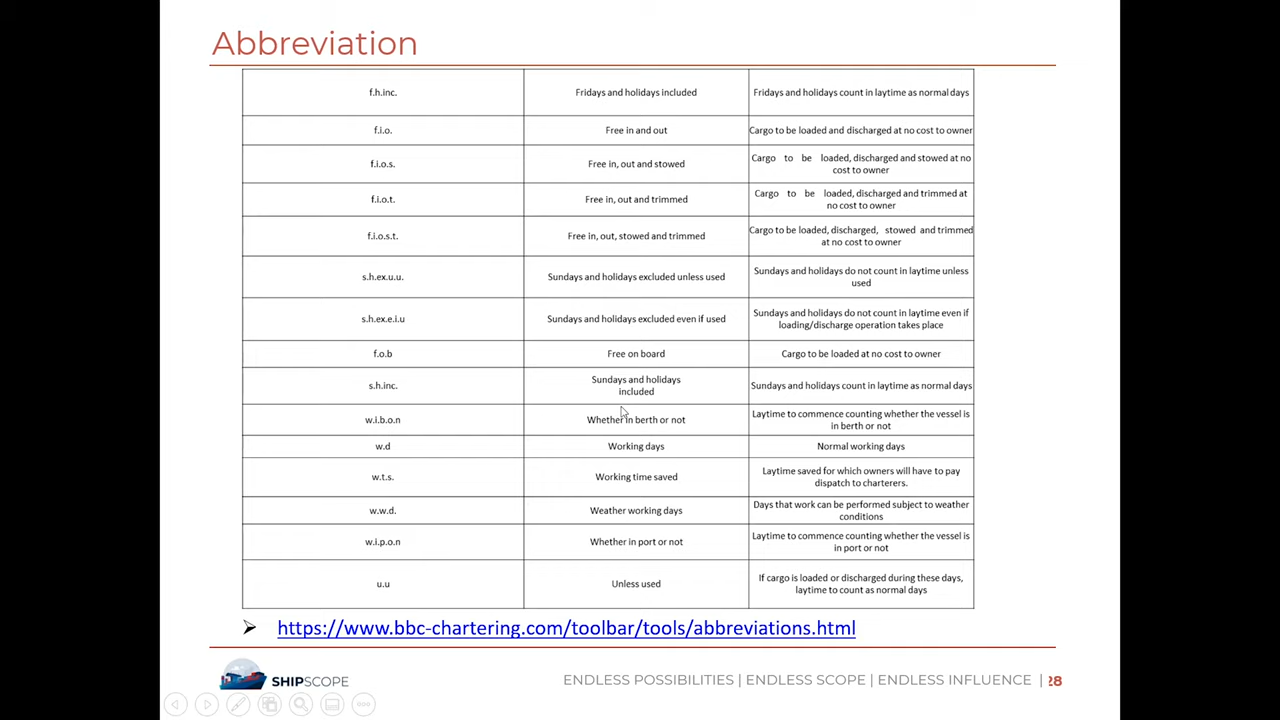 Abbreviation
f.h.inc. Fridays and holidays included Fridays and holidays count in laytime as normal days
f.i.o. Free in and out Cargo to be loaded and discharged at no cost to owner
f.i.o.s. Free in, out and stowed Cargo to be loaded, discharged and stowed at no
cost to owner
f.i.o.t. Free in, out and trimmed Cargo to be loaded, discharged and trimmed at
no cost to owner
f.i.o.s.t. Free in, out, stowed and trimmed Cargo to be loaded, discharged, stowed and trimmed
at no cost to owner
s.h.ex.u.u. Sundays and holidays excluded unless used Sundays and holidays do not count in laytime unless
used
s.h.ex.e.i.u Sundays and holidays excluded even if used Sundays and holidays do not count in laytime even if
loading/discharge operation takes place
f.o.b Free on board Cargo to be loaded at no cost to owner
s.h.inc. Sundays and holidays
included Sundays and holidays count in laytime as normal days
w.i.b.o.n Whether in berth or not Laytime to commence counting whether the vessel is
in berth or not
w.d Working days Normal working days
w.t.s. Working time saved Laytime saved for which owners will have to pay
dispatch to charterers.
w.w.d. Weather working days Days that work can be performed subject to weather
conditions
w.i.p.o.n Whether in port or not Laytime to commence counting whether the vessel is
in port or not
u.u Unless used If cargo is loaded or discharged during these days,
laytime to count as normal days
https://www.bbc-chartering.com/toolbar/tools/abbreviations.html
SHIPSCOPE
ENDLESS POSSIBILITIES | ENDLESS SCOPE | ENDLESS INFLUENCE | 28